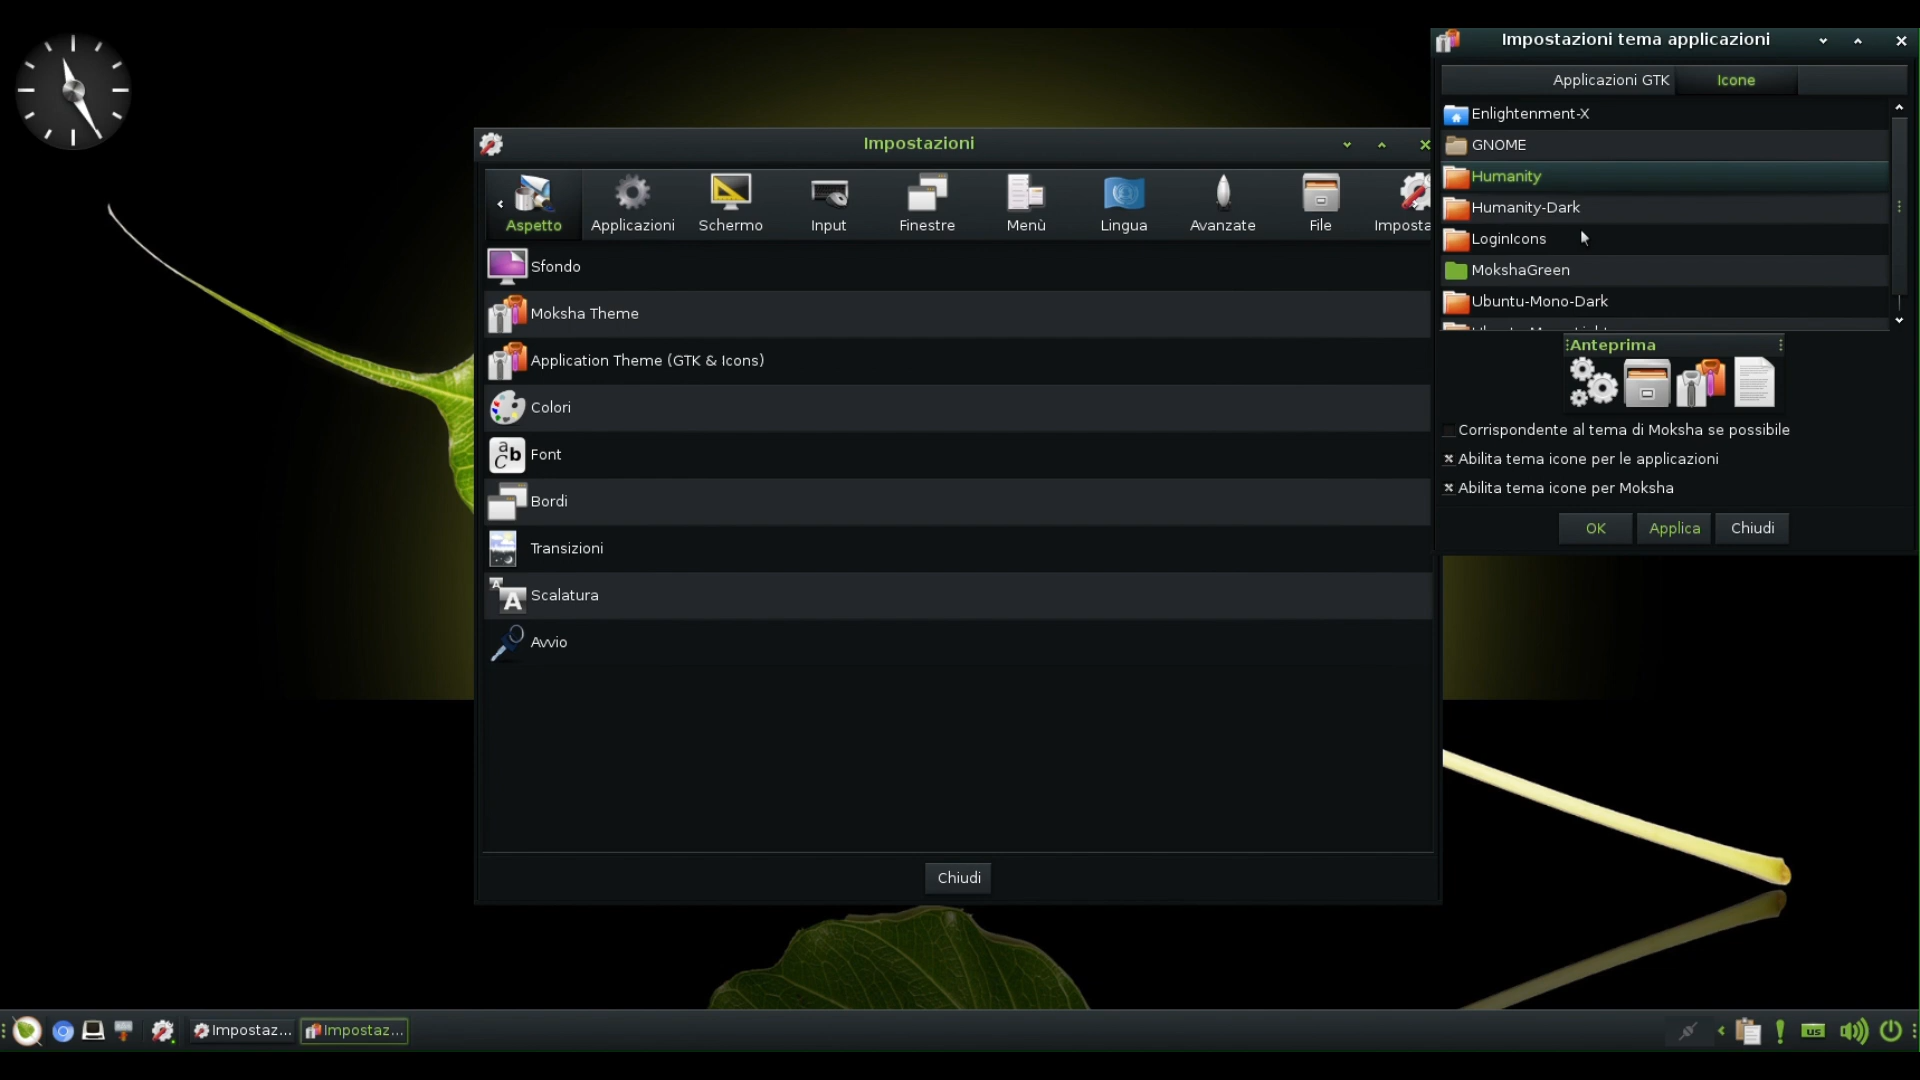 Impostazioni tema applicazioni
Applicazioni GTK
Icone
Enlightenment-X
GNOME
Humanity
Humanity-Dark
LoginIcons
MokshaGreen
Ubuntu-Mono-Dark
Anteprima
Corrispondente al tema di Moksha se possibile
Abilita tema icone per le applicazioni
Abilita tema icone per Moksha
OK
Applica
Chiudi
Impostazioni
Aspetto
Applicazioni
Schermo
Input
Finestre
Menù
Lingua
Avanzate
File
Imposta
Sfondo
Moksha Theme
Application Theme (GTK & Icons)
Colori
Font
Bordi
Transizioni
Scalatura
Avvio
Chiudi
Impostaz...
Impostaz...
us